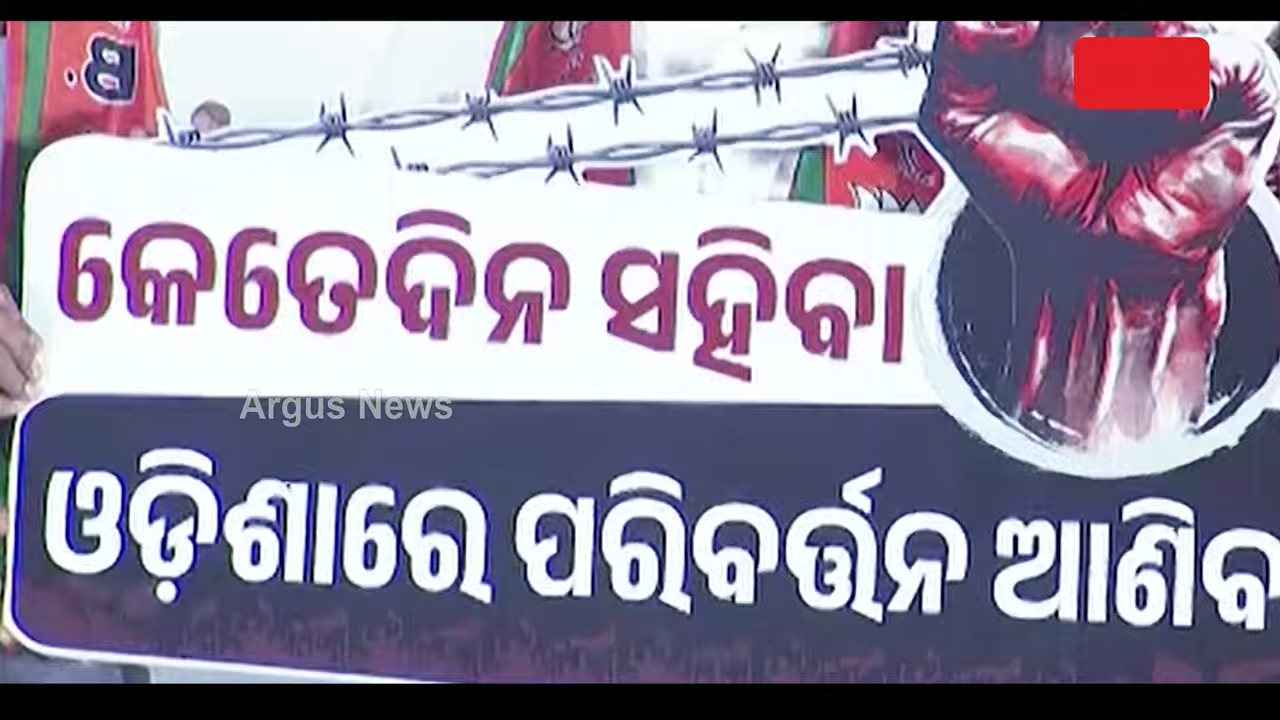 କେତେଦିନ ସହିବା
Argus News
ଓଡ଼ିଶାରେ ପରିବର୍ତ୍ତନ ଆଣିବ